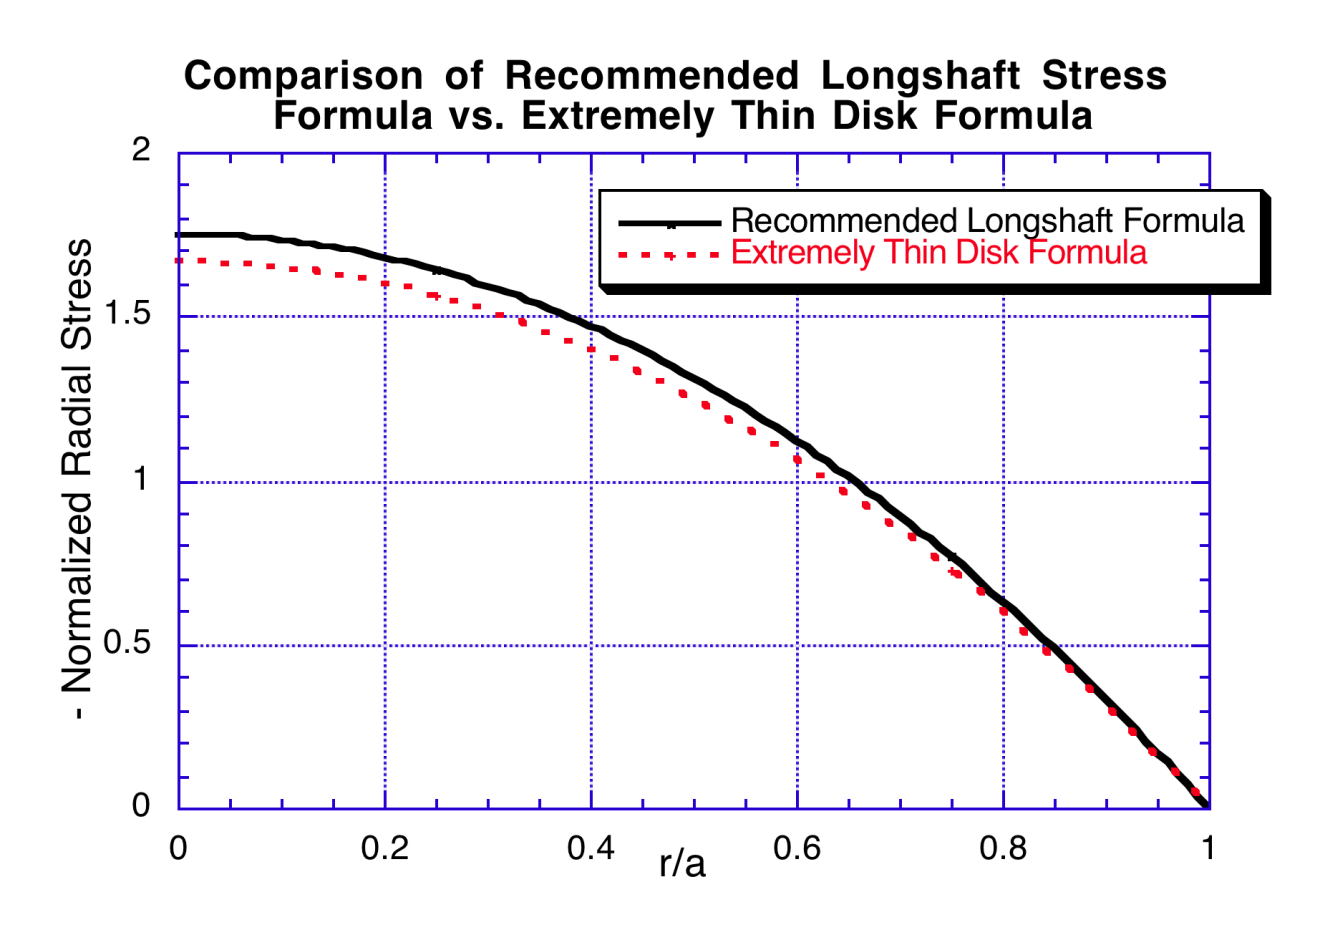 Comparison of Recommended Longshaft Stress
Formula vs. Extremely Thin Disk Formula
2
Recommended Longshaft Formula
Extremely Thin Disk Formula
1.5
- Normalized Radial Stress
1
0.5
0
0 0.2 0.4 0.6 0.8 1
r/a